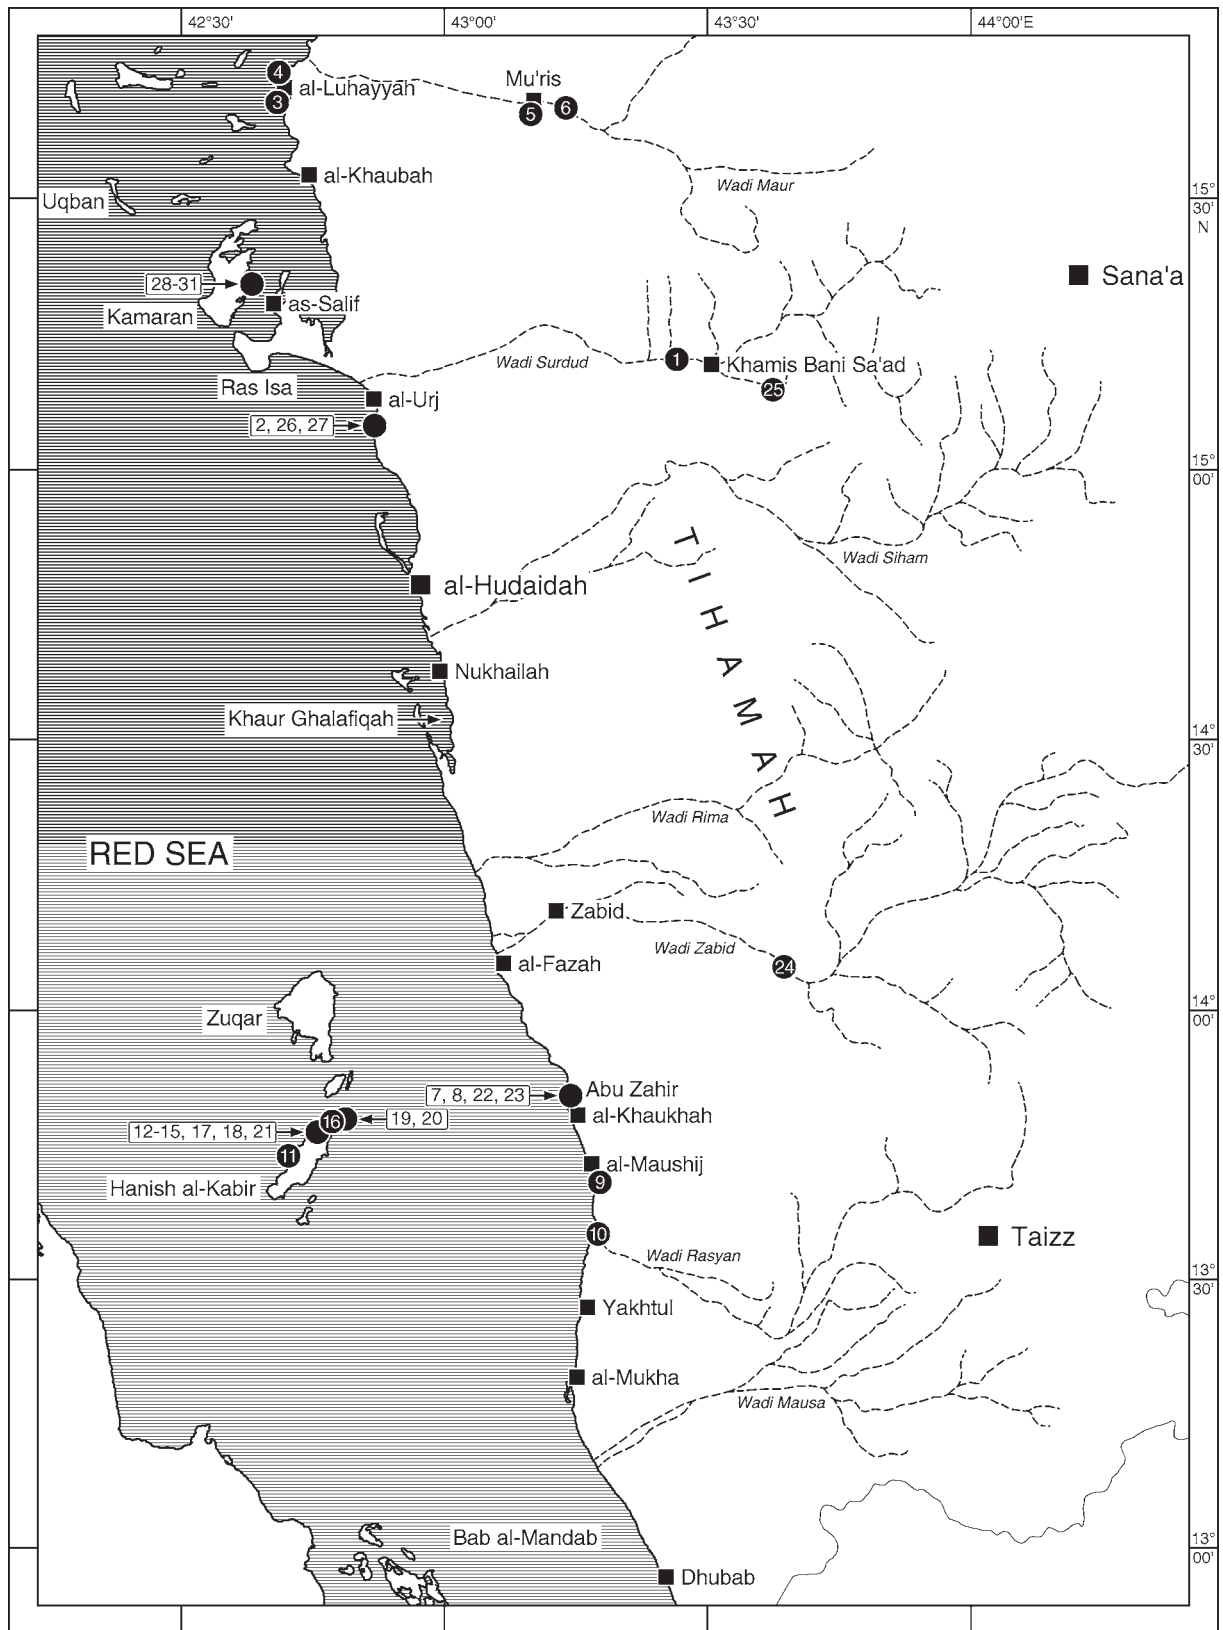 42°30'
43°00'
43°30'
44°00'E
4
al-Luhayyah
3
Mu'ris
5
6
al-Khaubah
Wadi Maur
15°
30'
N
Uqban
Sana'a
28-31
as-Salif
Kamaran
Wadi Surdud
1
Khamis Bani Sa'ad
25
Ras Isa
al-Urj
2, 26, 27
15°
00'
TIHAMAH
Wadi Siham
al-Hudaidah
Nukhailah
Khaur Ghalafiqah
14°
30'
Wadi Rima
RED SEA
Zabid
Wadi Zabid
24
al-Fazah
14°
00'
Zuqar
Abu Zahir
7, 8, 22, 23
al-Khaukhah
16
19, 20
12-15, 17, 18, 21
11
al-Maushij
9
Hanish al-Kabir
10
Taizz
Wadi Rasyan
13°
30'
Yakhtul
al-Mukha
Wadi Mausa
Bab al-Mandab
13°
00'
Dhubab